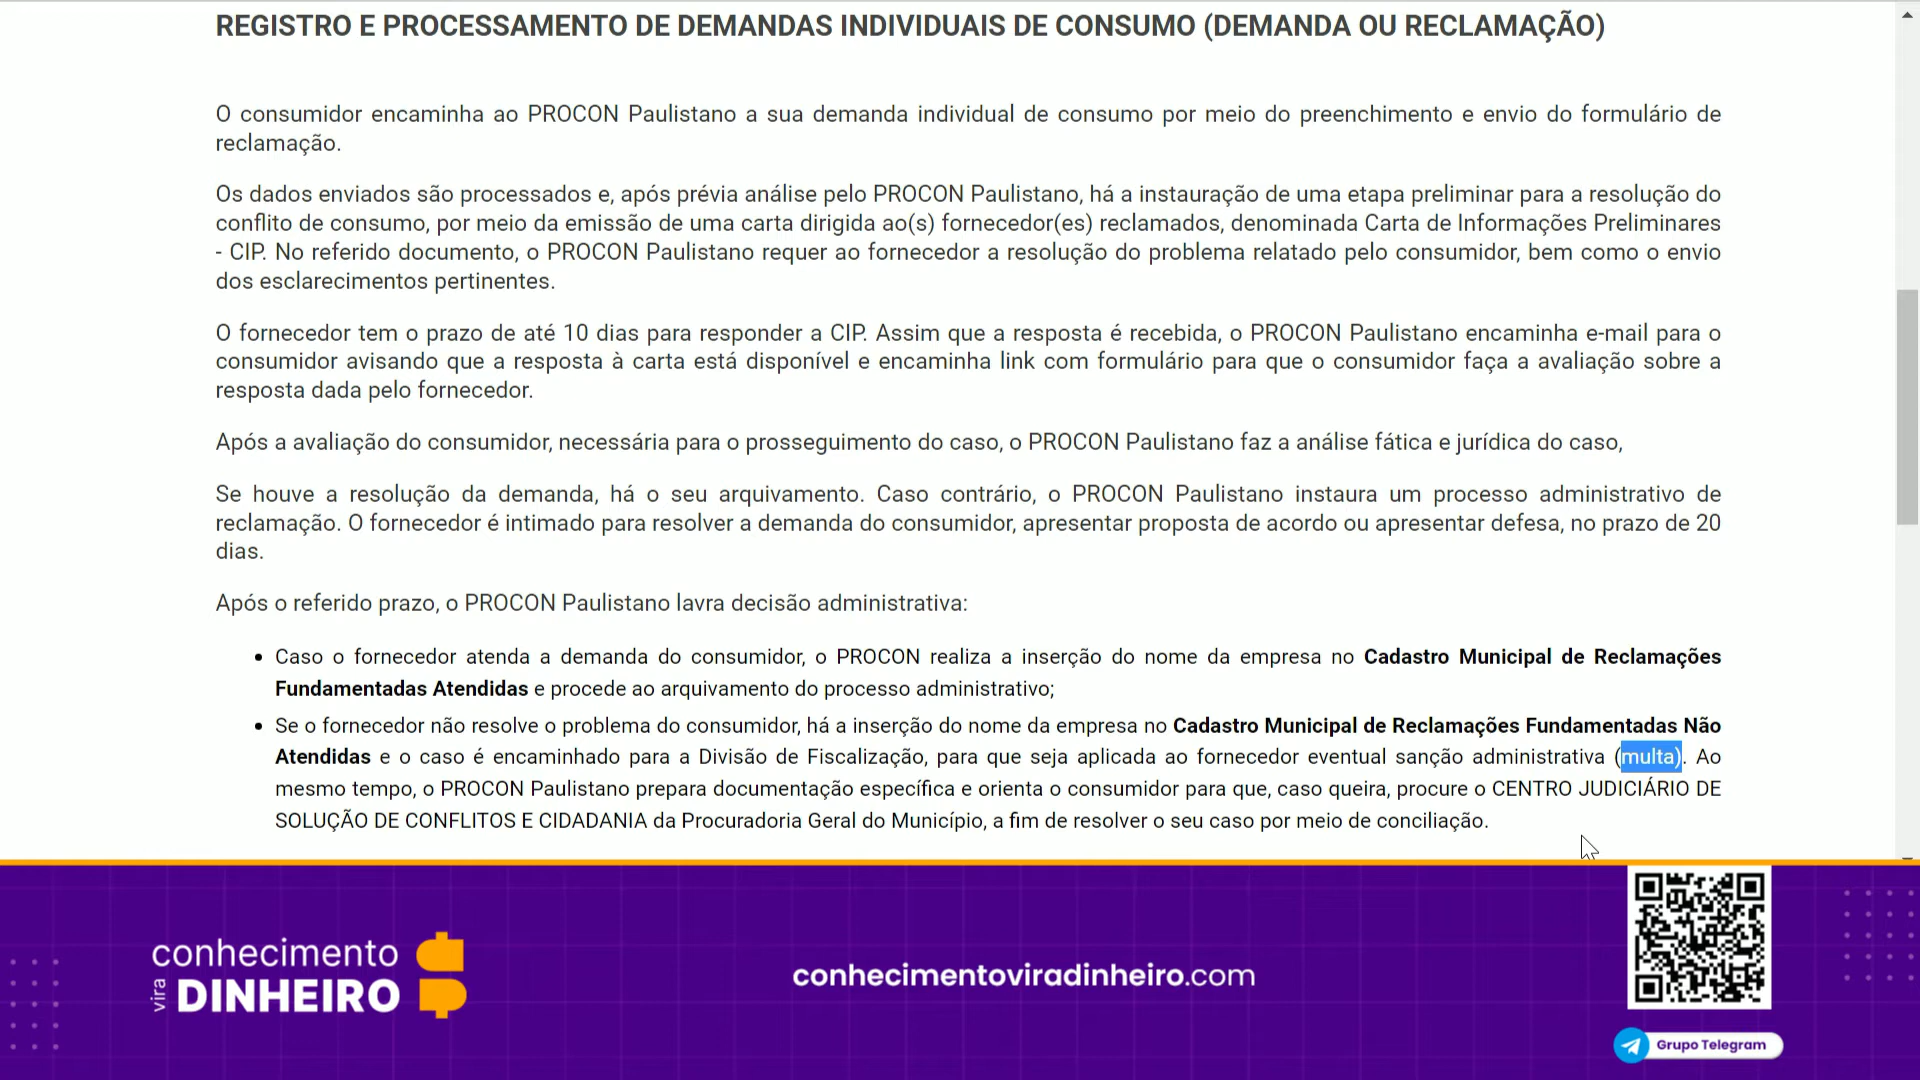 REGISTRO E PROCESSAMENTO DE DEMANDAS INDIVIDUAIS DE CONSUMO (DEMANDA OU RECLAMAÇÃO)
O consumidor encaminha ao PROCON Paulistano a sua demanda individual de consumo por meio do preenchimento e envio do formulário de
reclamação.
Os dados enviados são processados e, após prévia análise pelo PROCON Paulistano, há a instauração de uma etapa preliminar para a resolução do
conflito de consumo, por meio da emissão de uma carta dirigida ao(s) fornecedor(es) reclamados, denominada Carta de Informações Preliminares
- CIP. No referido documento, o PROCON Paulistano requer ao fornecedor a resolução do problema relatado pelo consumidor, bem como o envio
dos esclarecimentos pertinentes.
O fornecedor tem o prazo de até 10 dias para responder a CIP. Assim que a resposta é recebida, o PROCON Paulistano encaminha e-mail para o
consumidor avisando que a resposta à carta está disponível e encaminha link com formulário para que o consumidor faça a avaliação sobre a
resposta dada pelo fornecedor.
Após a avaliação do consumidor, necessária para o prosseguimento do caso, o PROCON Paulistano faz a análise fática e jurídica do caso,
Se houve a resolução da demanda, há o seu arquivamento. Caso contrário, o PROCON Paulistano instaura um processo administrativo de
reclamação. O fornecedor é intimado para resolver a demanda do consumidor, apresentar proposta de acordo ou apresentar defesa, no prazo de 20
dias.
Após o referido prazo, o PROCON Paulistano lavra decisão administrativa:
• Caso o fornecedor atenda a demanda do consumidor, o PROCON realiza a inserção do nome da empresa no Cadastro Municipal de Reclamações
Fundamentadas Atendidas e procede ao arquivamento do processo administrativo;
• Se o fornecedor não resolve o problema do consumidor, há a inserção do nome da empresa no Cadastro Municipal de Reclamações Fundamentadas Não
Atendidas e o caso é encaminhado para a Divisão de Fiscalização, para que seja aplicada ao fornecedor eventual sanção administrativa (multa). Ao
mesmo tempo, o PROCON Paulistano prepara documentação específica e orienta o consumidor para que, caso queira, procure o CENTRO JUDICIÁRIO DE
SOLUÇÃO DE CONFLITOS E CIDADANIA da Procuradoria Geral do Município, a fim de resolver o seu caso por meio de conciliação.
conhecimento
vira DINHEIRO
conhecimentoviradinheiro.com
Grupo Telegram